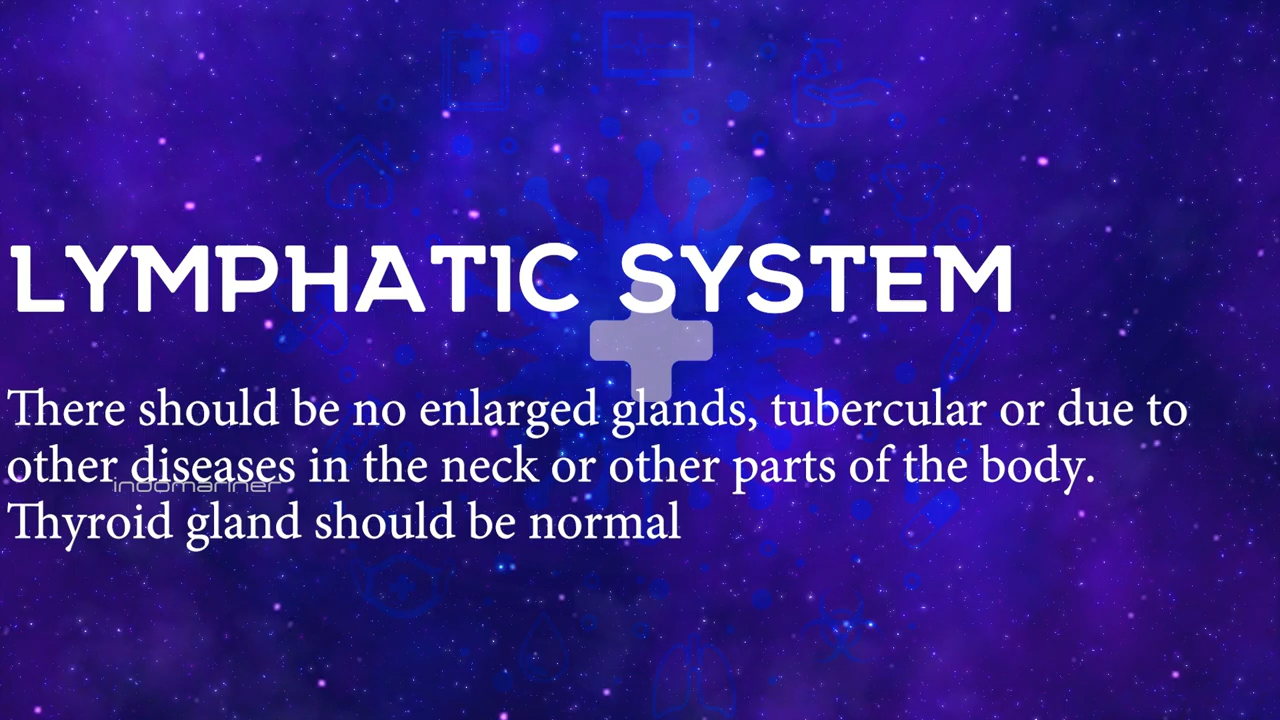 LYMPHATIC SYSTEM
There should be no enlarged glands, tubercular or due to
other diseases in the neck or other parts of the body.
indomariner
Thyroid gland should be normal